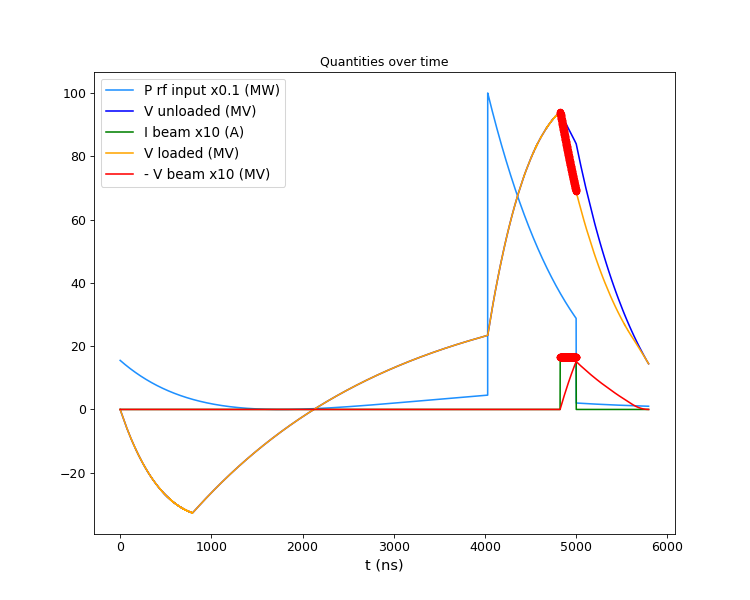 Quantities over time
P rf input x0.1 (MW)
V unloaded (MV)
I beam x10 (A)
V loaded (MV)
- V beam x10 (MV)
100
80
60
40
20
0
−20
0 1000 2000 3000 4000 5000 6000
t (ns)